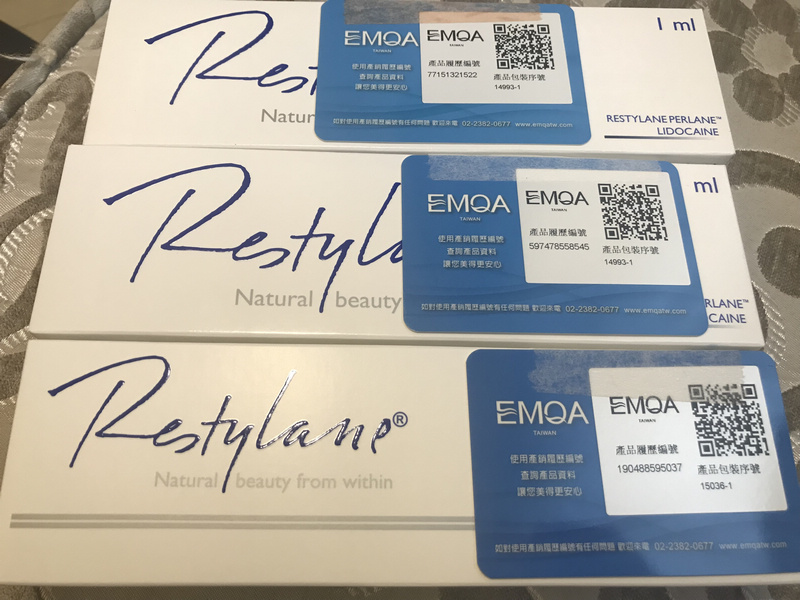 Resty
Natur
1 ml
RESTYLANE PERLANE™
LIDOCAINE
EMQA
TAIWAN
使用產銷履歷編號
查詢產品資料
讓您美得更安心
EMQA
TAIWAN
產品履歷編號
77151321522
產品包裝序號
14993-1
如對使用產銷履歷編號有任何問題 歡迎來電 02-2382-0677 www.emqatw.com
Restyla
Natural beauty
ml
RLANE™
CAINE
EMQA
TAIWAN
使用產銷履歷編號
查詢產品資料
讓您美得更安心
EMQA
TAIWAN
產品履歷編號
597478558545
產品包裝序號
14993-1
如對使用產銷履歷編號有任何問題 歡迎來電 02-2382-0677 www.emqatw.com
Restylane®
Natural beauty from within
EMQA
TAIWAN
使用產銷履歷編號
查詢產品資料
讓您美得更安心
EMQA
TAIWAN
產品履歷編號
190488595037
產品包裝序號
15036-1
如對使用產銷履歷編號有任何問題 歡迎來電 02-2382-0677 www.emqatw.com